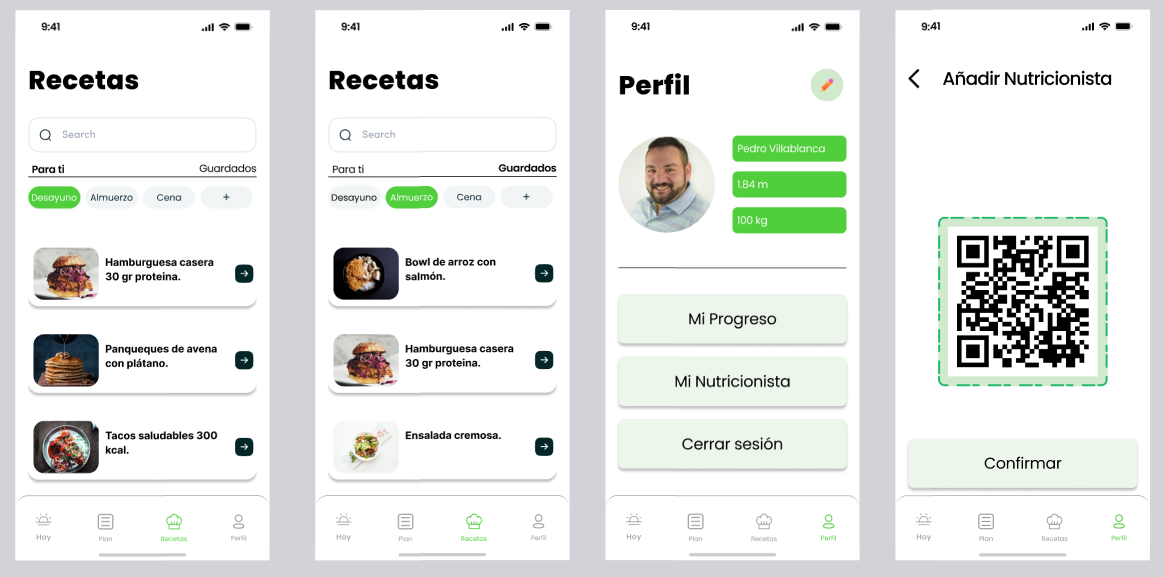 9:41
Recetas
Search
Para ti Guardados
Desayuno Almuerzo Cena +
Hamburguesa casera
30 gr proteina.
Panqueques de avena
con plátano.
Tacos saludables 300
kcal.
Hoy Plan Recetas Perfil
9:41
Recetas
Search
Para ti Guardados
Desayuno Almuerzo Cena +
Bowl de arroz con
salmón.
Hamburguesa casera
30 gr proteina.
Ensalada cremosa.
Hoy Plan Recetas Perfil
9:41
Perfil
Pedro Villablanca
1.84 m
100 kg
Mi Progreso
Mi Nutricionista
Cerrar sesión
Hoy Plan Recetas Perfil
9:41
Añadir Nutricionista
Confirmar
Hoy Plan Recetas Perfil